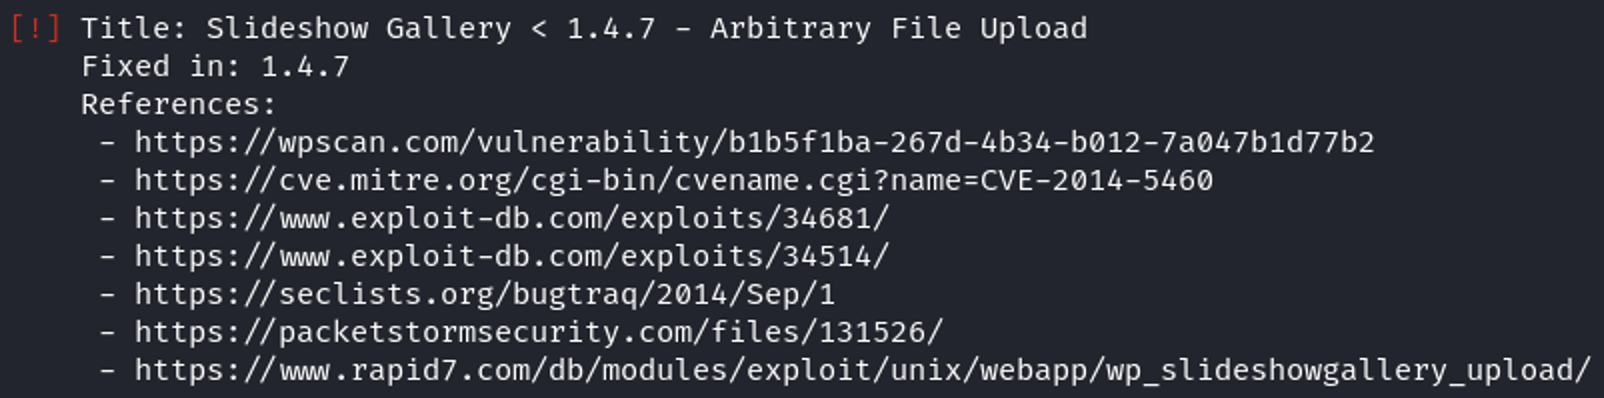 [!] Title: Slideshow Gallery < 1.4.7 - Arbitrary File Upload
Fixed in: 1.4.7
References:
- https://wpscan.com/vulnerability/b1b5f1ba-267d-4b34-b012-7a047b1d77b2
- https://cve.mitre.org/cgi-bin/cvename.cgi?name=CVE-2014-5460
- https://www.exploit-db.com/exploits/34681/
- https://www.exploit-db.com/exploits/34514/
- https://seclists.org/bugtraq/2014/Sep/1
- https://packetstormsecurity.com/files/131526/
- https://www.rapid7.com/db/modules/exploit/unix/webapp/wp_slideshowgallery_upload/